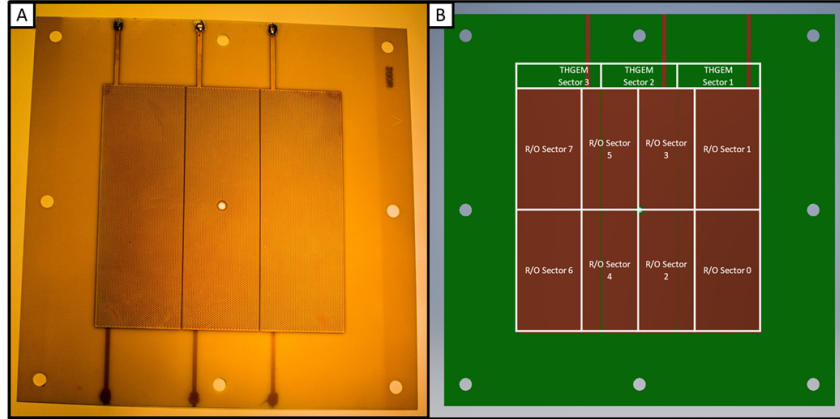 A
B
THGEM
Sector 3
THGEM
Sector 2
THGEM
Sector 1
R/O Sector 7
R/O Sector
5
R/O Sector
3
R/O Sector 1
R/O Sector 6
R/O Sector
4
R/O Sector
2
R/O Sector 0